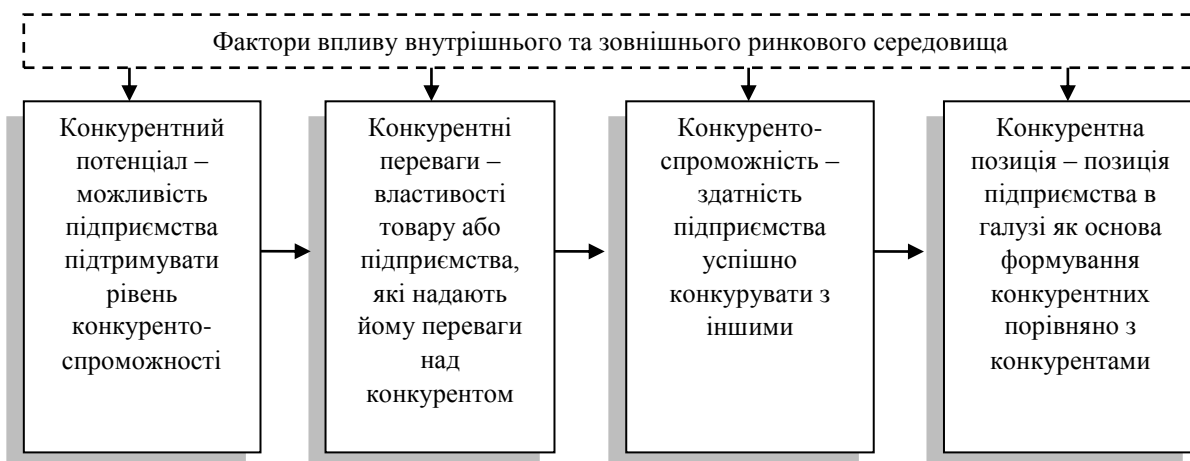 Фактори впливу внутрішнього та зовнішнього ринкового середовища
Конкурентний
потенціал –
можливість
підприємства
підтримувати
рівень
конкуренто-
спроможності
Конкурентні
переваги –
властивості
товару або
підприємства,
які надають
йому переваги
над
конкурентом
Конкуренто-
спроможність –
здатність
підприємства
успішно
конкурувати з
іншими
Конкурентна
позиція – позиція
підприємства в
галузі як основа
формування
конкурентних
порівняно з
конкурентами